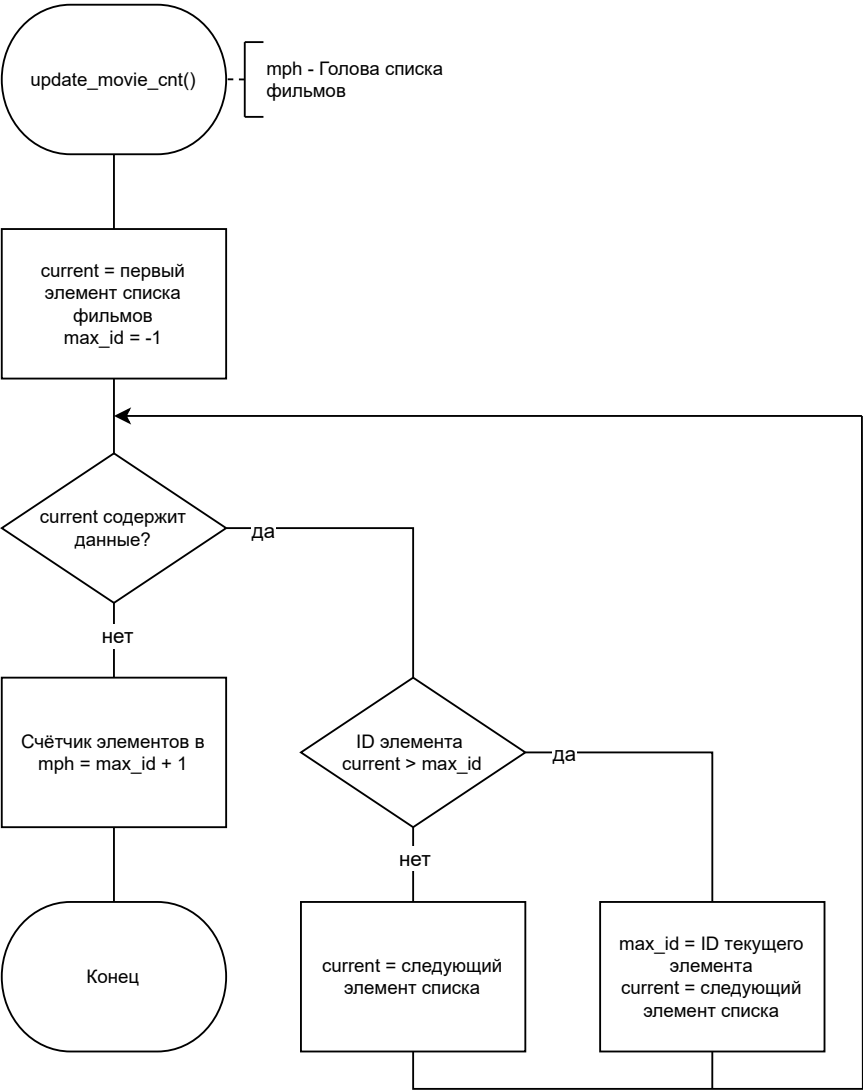 update_movie_cnt()
mph - Голова списка
фильмов
current = первый
элемент списка
фильмов
max_id = -1
current содержит
данные?
да
нет
Счётчик элементов в
mph = max_id + 1
ID элемента
current > max_id
да
нет
Конец
current = следующий
элемент списка
max_id = ID текущего
элемента
current = следующий
элемент списка